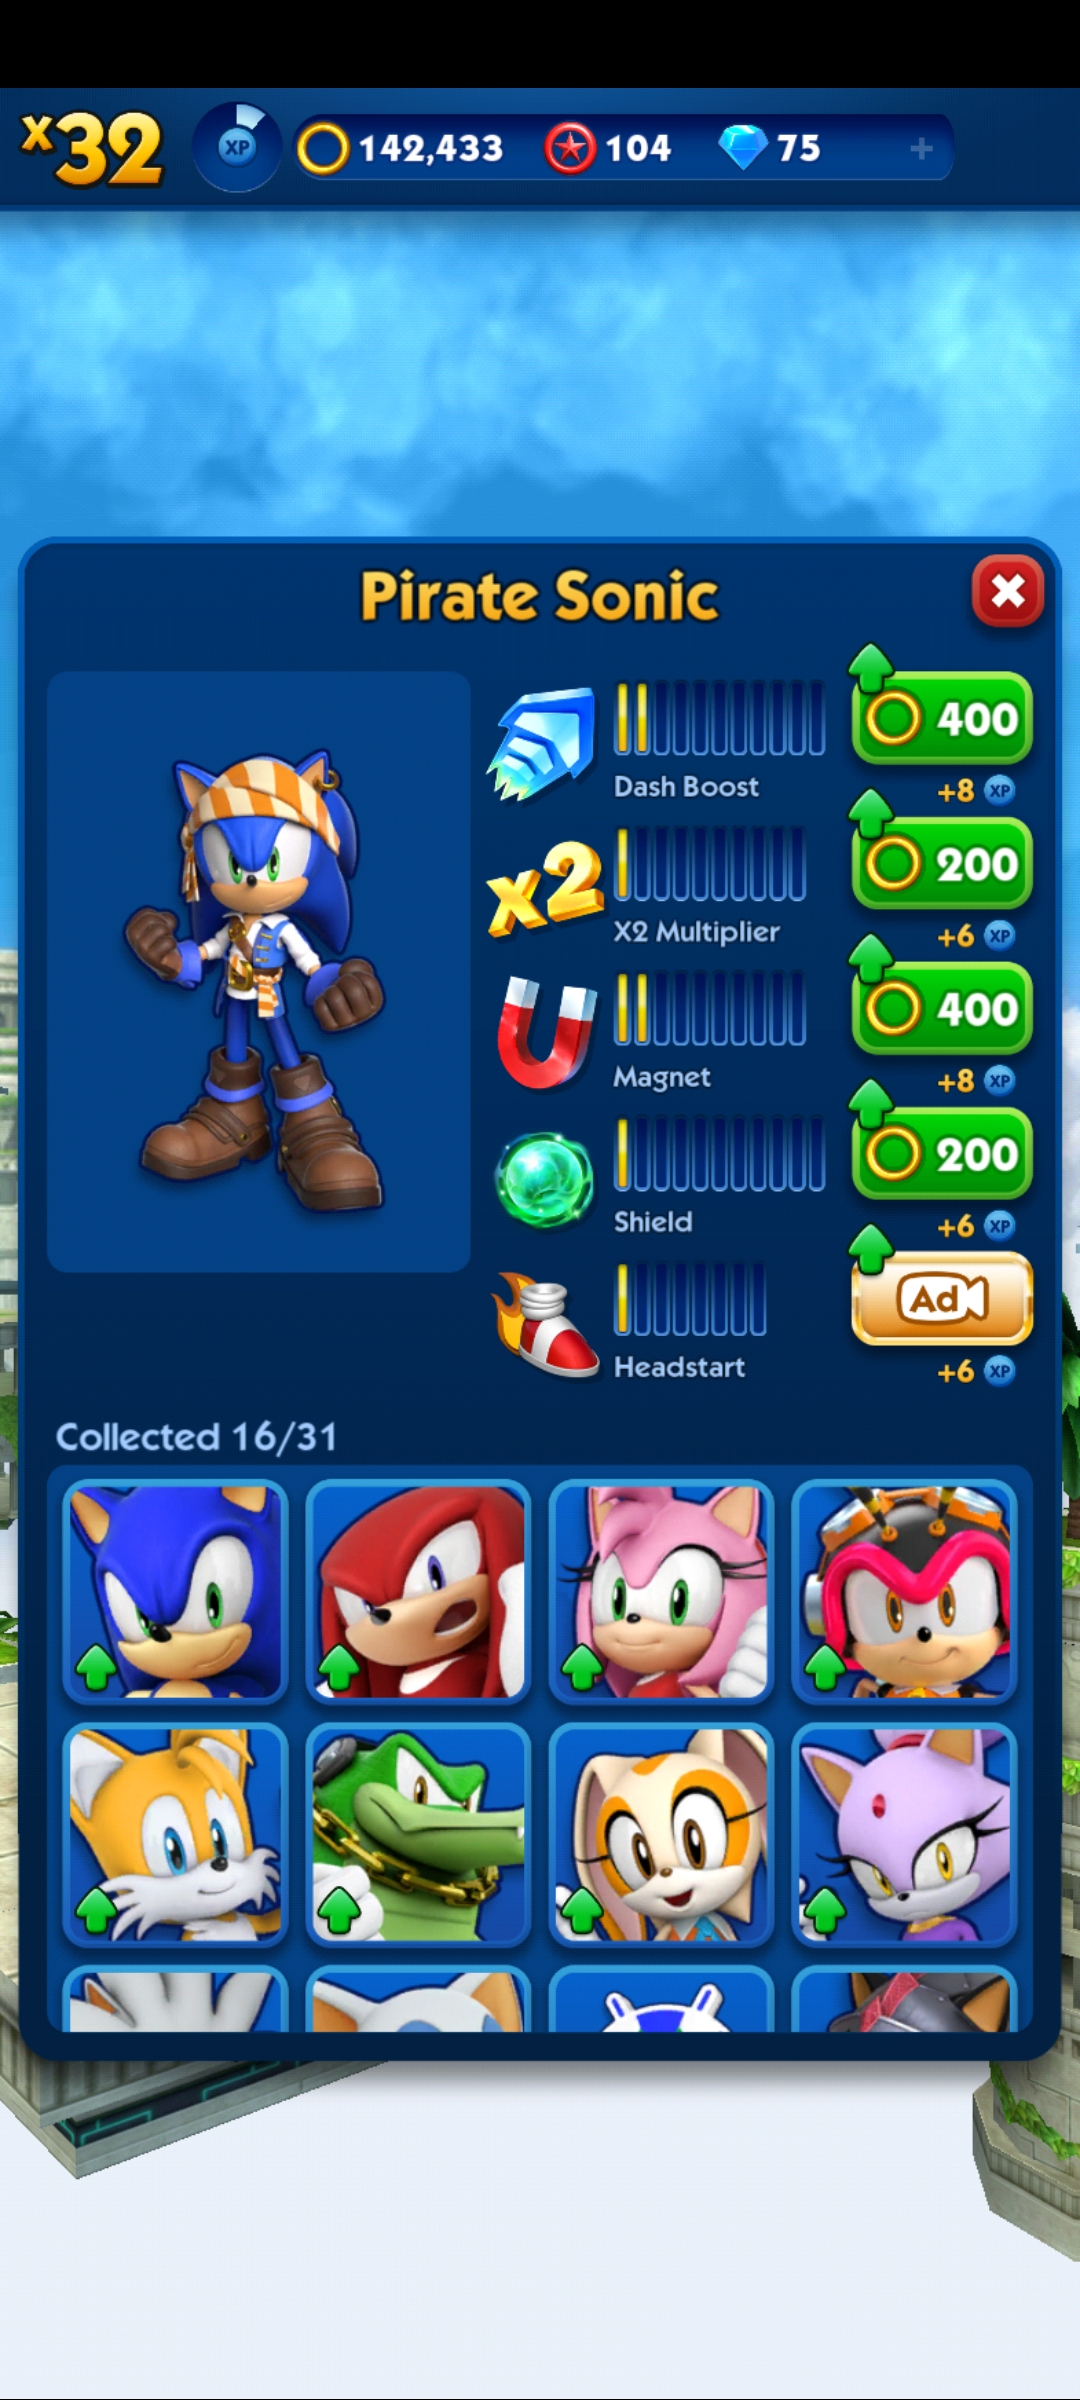 x32
XP
142,433
104
75
+
Pirate Sonic
400
Dash Boost
+8 XP
x2
200
X2 Multiplier
+6 XP
400
Magnet
+8 XP
200
Shield
+6 XP
Ad
Headstart
+6 XP
Collected 16/31